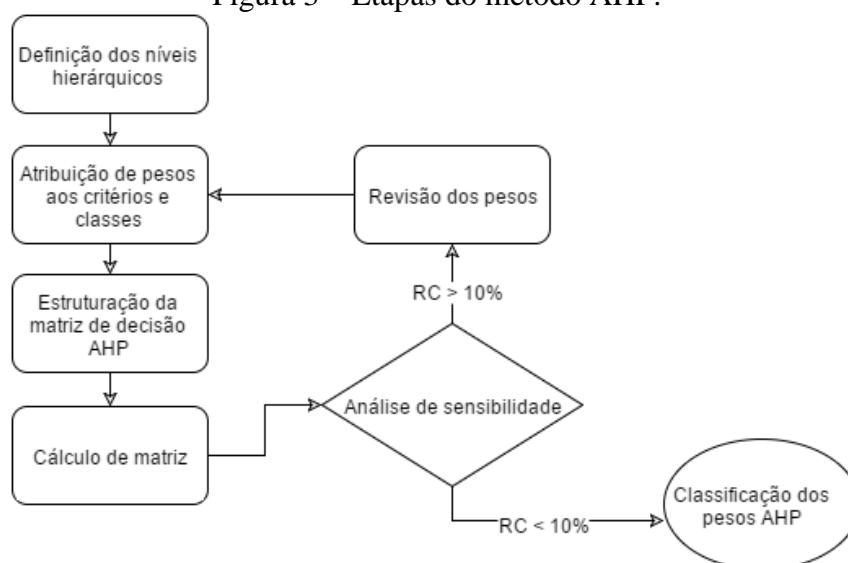 Figura 3 – Etapas do método AHP.
Definição dos níveis
hierárquicos
Atribuição de pesos
aos critérios e
classes
Revisão dos pesos
Estruturação da
matriz de decisão
AHP
RC > 10%
Análise de sensibilidade
Cálculo de matriz
Classificação dos
pesos AHP
RC < 10%